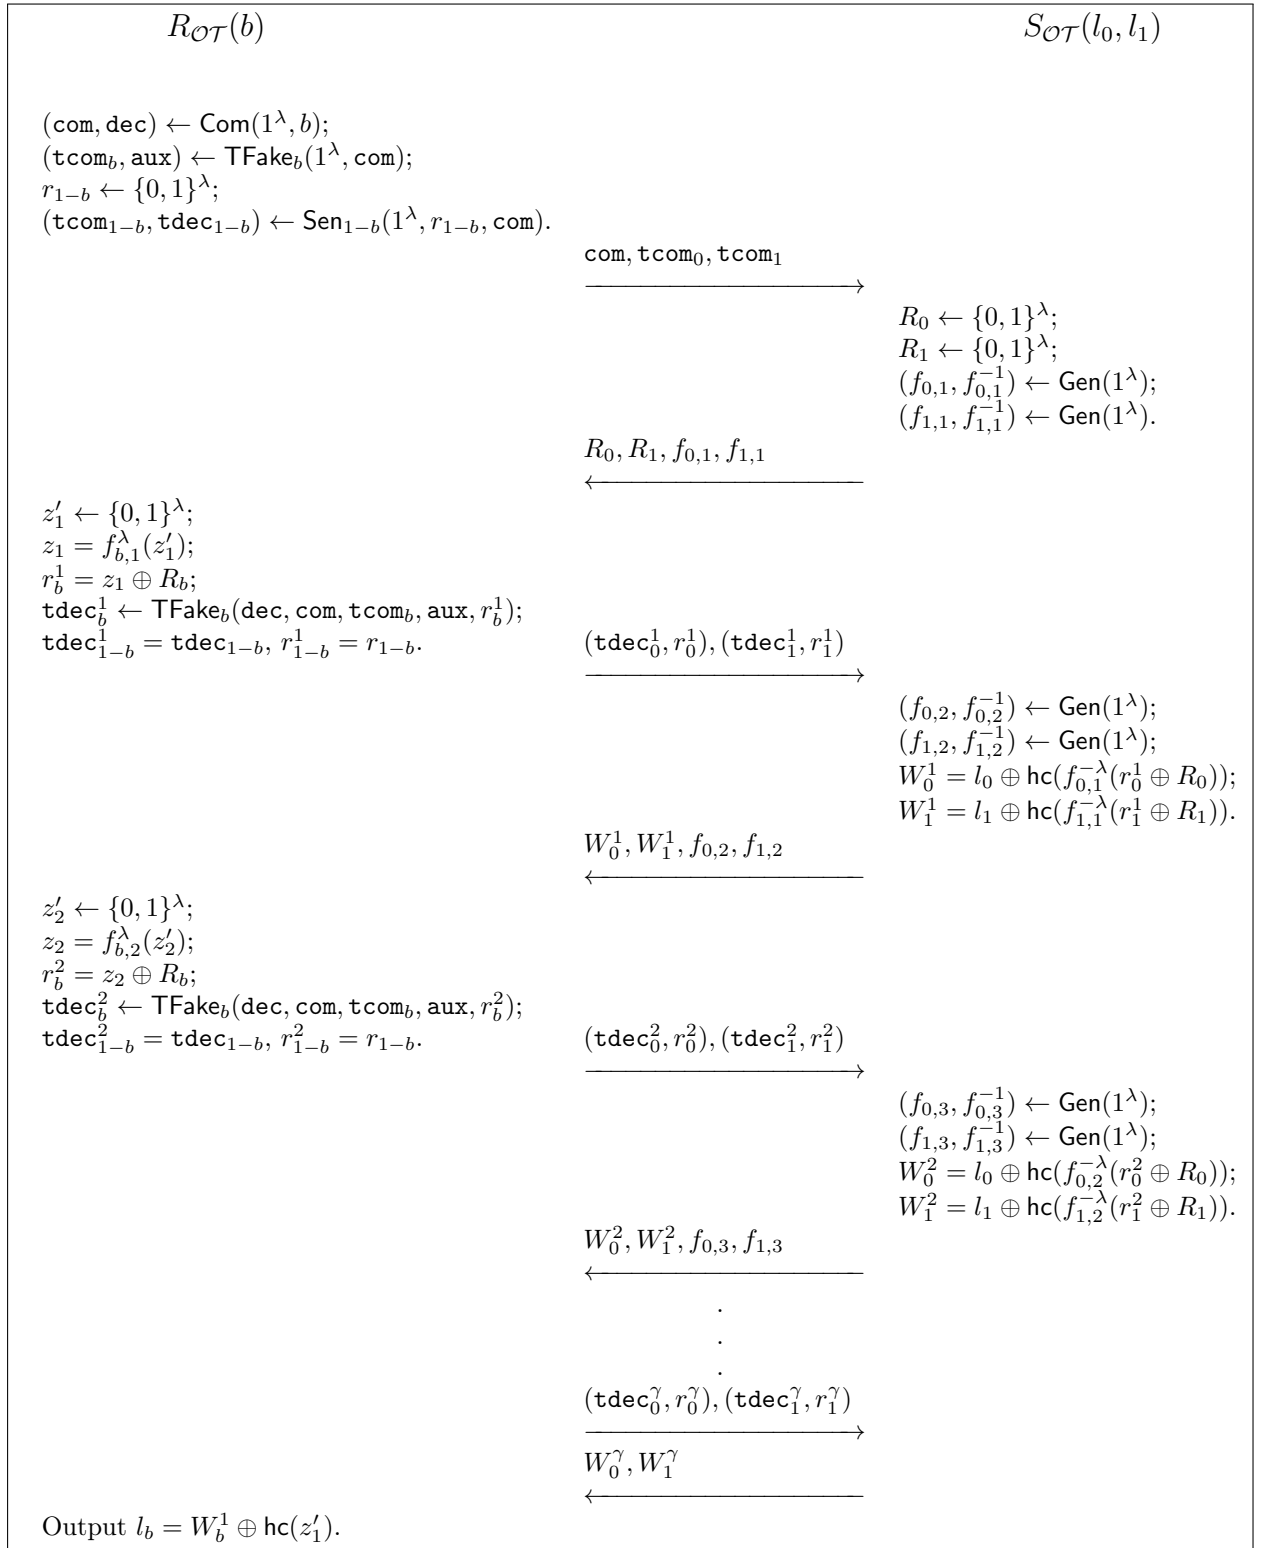 R_{\mathcal{OT}}(b)
S_{\mathcal{OT}}(l_0, l_1)
(com, dec) ← Com(1^λ, b);
(tcom_b, aux) ← TFake_b(1^λ, com);
r_{1−b} ← {0, 1}^λ;
(tcom_{1−b}, tdec_{1−b}) ← Sen_{1−b}(1^λ, r_{1−b}, com).
com, tcom_0, tcom_1
R_0 ← {0, 1}^λ;
R_1 ← {0, 1}^λ;
(f_{0,1}, f_{0,1}^{−1}) ← Gen(1^λ);
(f_{1,1}, f_{1,1}^{−1}) ← Gen(1^λ).
R_0, R_1, f_{0,1}, f_{1,1}
z′_1 ← {0, 1}^λ;
z_1 = f_{b,1}^λ(z′_1);
r_b^1 = z_1 ⊕ R_b;
tdec_b^1 ← TFake_b(dec, com, tcom_b, aux, r_b^1);
tdec_{1−b}^1 = tdec_{1−b}, r_{1−b}^1 = r_{1−b}.
(tdec_0^1, r_0^1), (tdec_1^1, r_1^1)
(f_{0,2}, f_{0,2}^{−1}) ← Gen(1^λ);
(f_{1,2}, f_{1,2}^{−1}) ← Gen(1^λ);
W_0^1 = l_0 ⊕ hc(f_{0,1}^{−λ}(r_0^1 ⊕ R_0));
W_1^1 = l_1 ⊕ hc(f_{1,1}^{−λ}(r_1^1 ⊕ R_1)).
W_0^1, W_1^1, f_{0,2}, f_{1,2}
z′_2 ← {0, 1}^λ;
z_2 = f_{b,2}^λ(z′_2);
r_b^2 = z_2 ⊕ R_b;
tdec_b^2 ← TFake_b(dec, com, tcom_b, aux, r_b^2);
tdec_{1−b}^2 = tdec_{1−b}, r_{1−b}^2 = r_{1−b}.
(tdec_0^2, r_0^2), (tdec_1^2, r_1^2)
(f_{0,3}, f_{0,3}^{−1}) ← Gen(1^λ);
(f_{1,3}, f_{1,3}^{−1}) ← Gen(1^λ);
W_0^2 = l_0 ⊕ hc(f_{0,2}^{−λ}(r_0^2 ⊕ R_0));
W_1^2 = l_1 ⊕ hc(f_{1,2}^{−λ}(r_1^2 ⊕ R_1)).
W_0^2, W_1^2, f_{0,3}, f_{1,3}
.
.
.
(tdec_0^γ, r_0^γ), (tdec_1^γ, r_1^γ)
W_0^γ, W_1^γ
Output l_b = W_b^1 ⊕ hc(z′_1).